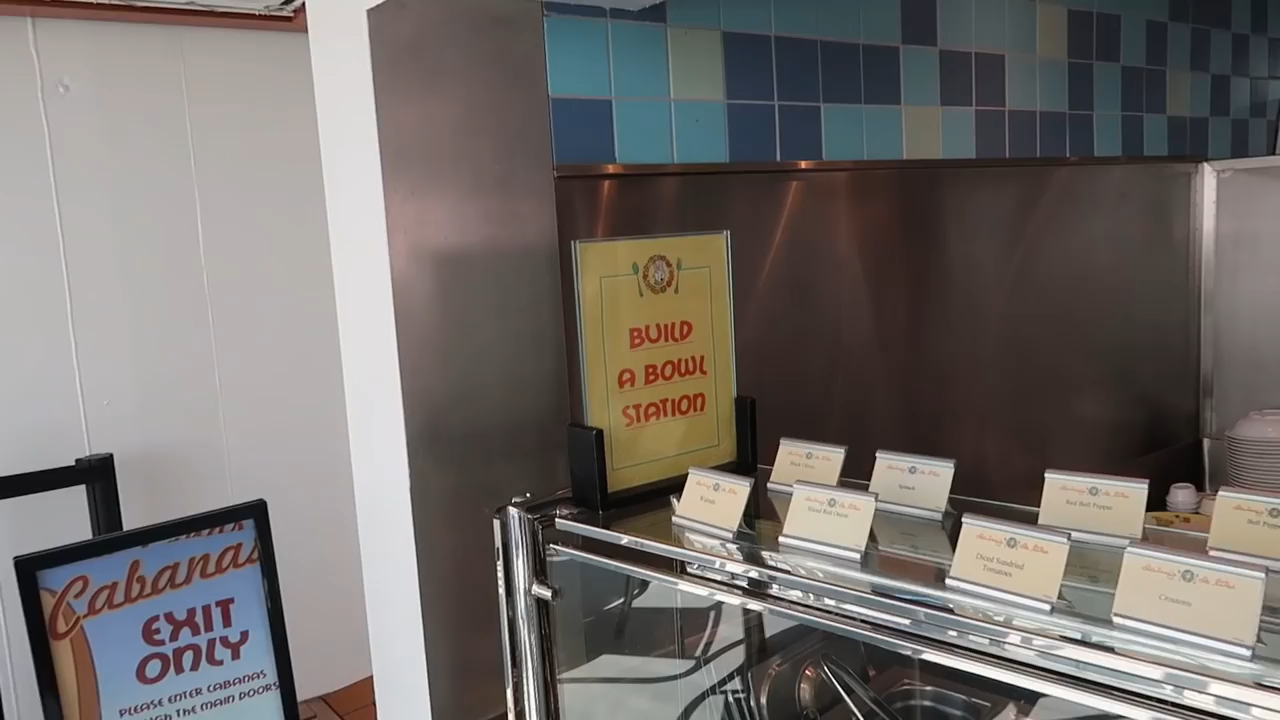 BUILD
A BOWL
STATION
Black Olives
Spinach
Walnuts
Sliced Red Onion
Red Bell Pepper
Diced Sundried
Tomatoes
Croutons
Bell
Cabanas
EXIT
ONLY
PLEASE ENTER CABANAS
THE MAIN DOORS